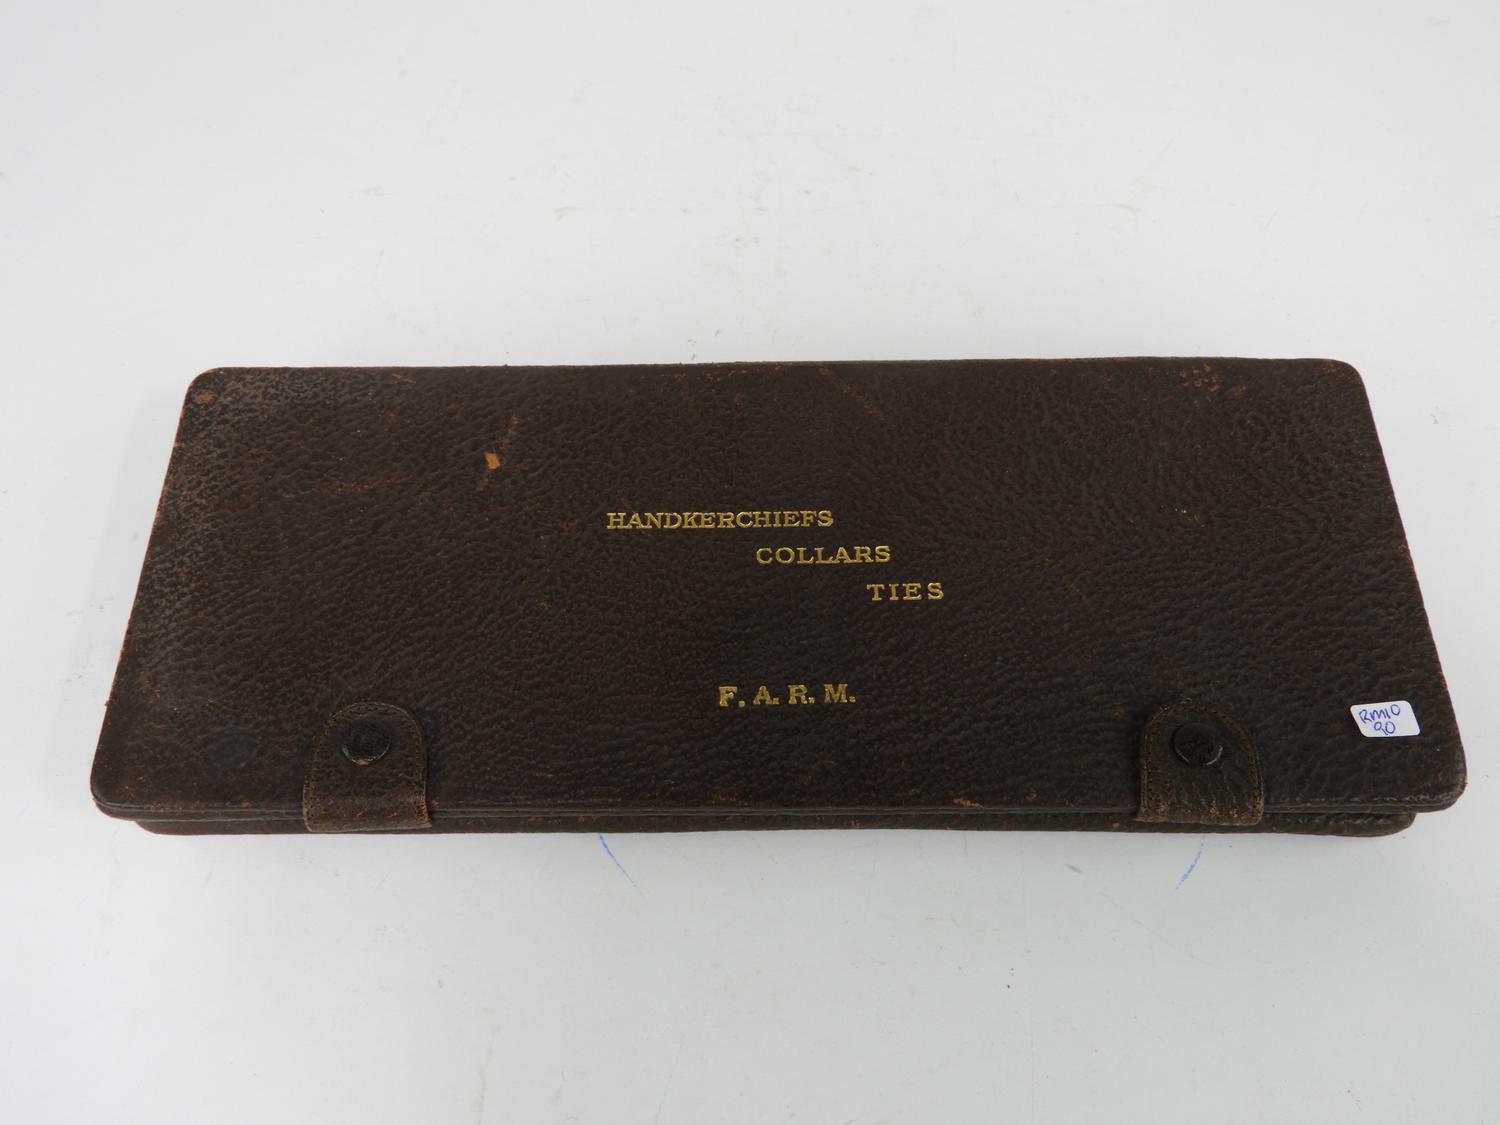 HANDKERCHIEFS
COLLARS
TIES
F. A. R. M.
RM10
90